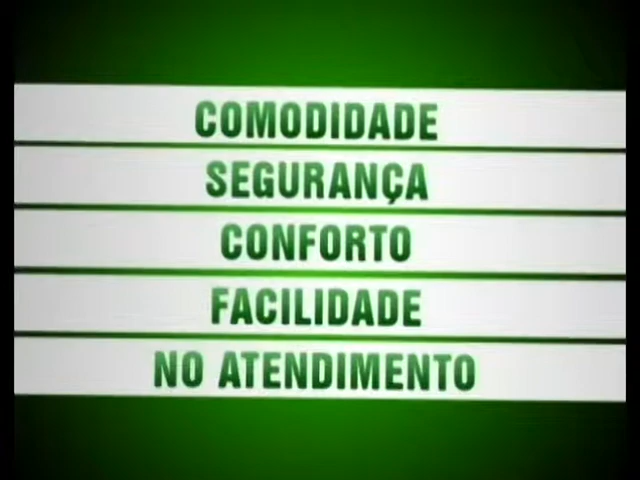 COMODIDADE
SEGURANÇA
CONFORTO
FACILIDADE
NO ATENDIMENTO